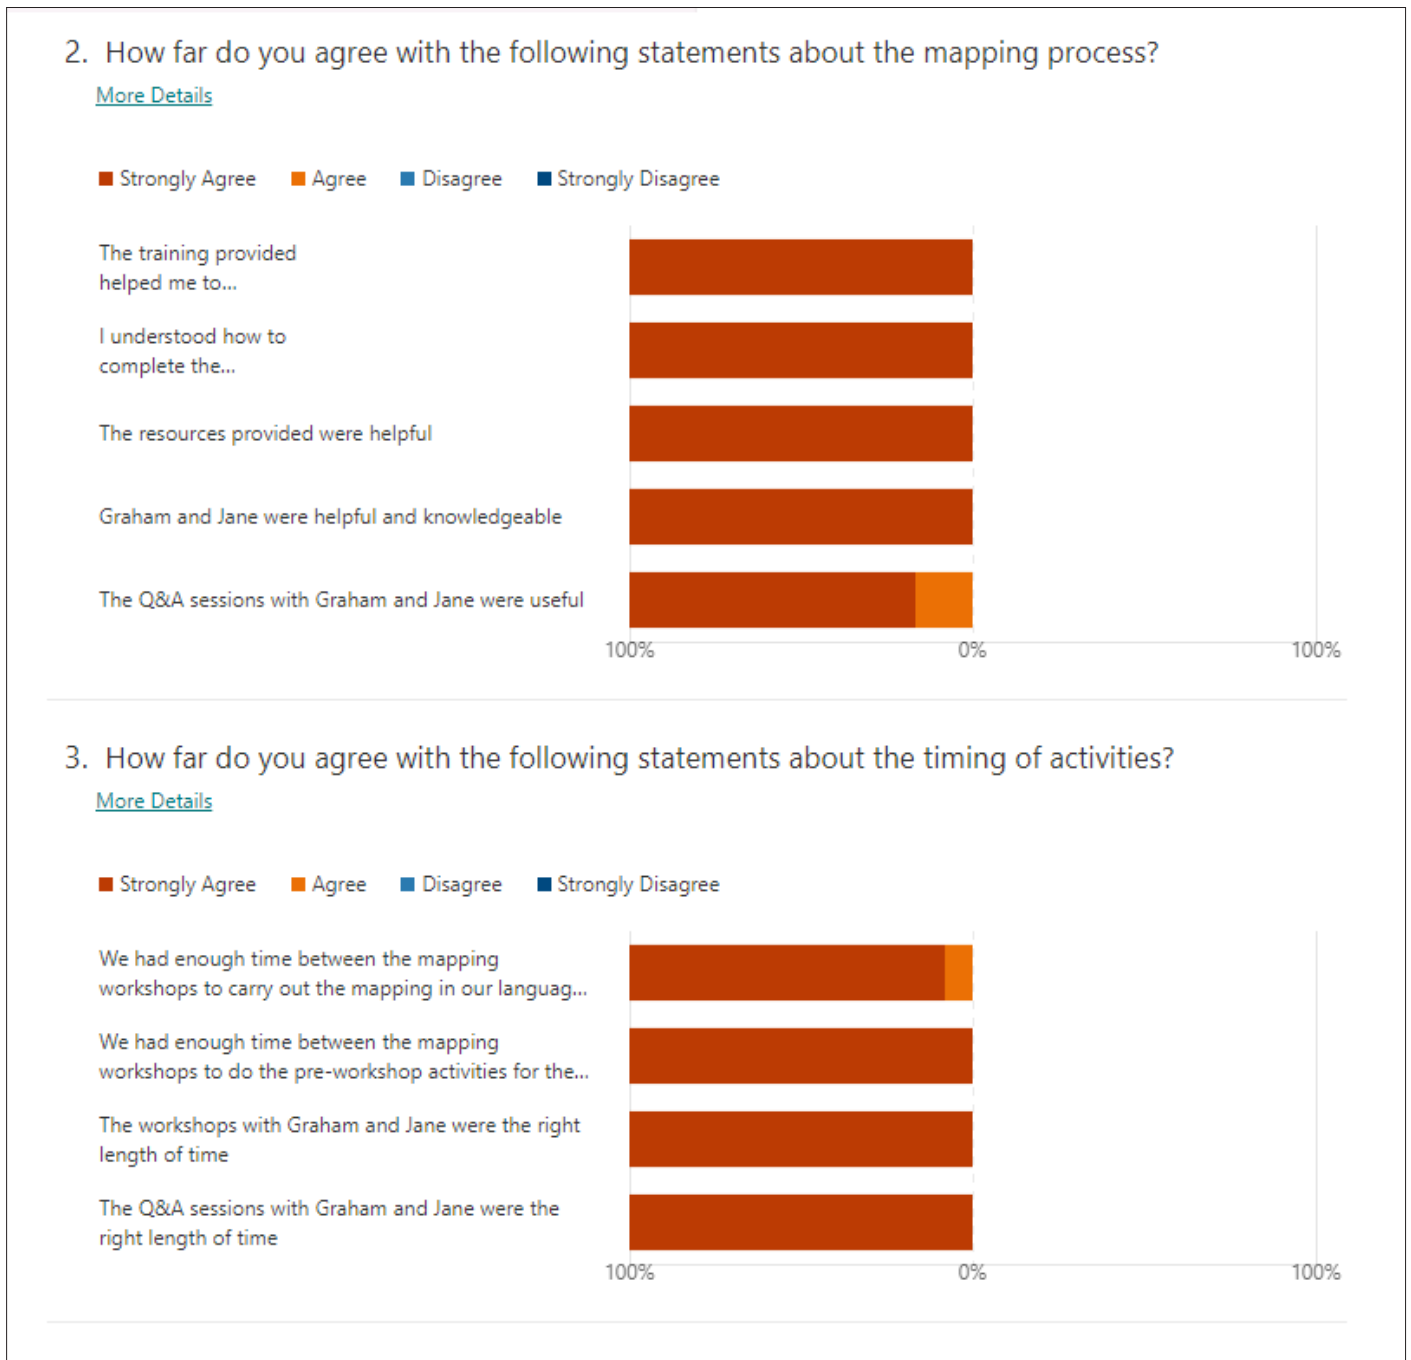 2. How far do you agree with the following statements about the mapping process?
More Details
Strongly Agree Agree Disagree Strongly Disagree
The training provided
helped me to...
I understood how to
complete the...
The resources provided were helpful
Graham and Jane were helpful and knowledgeable
The Q&A sessions with Graham and Jane were useful
100% 0% 100%
3. How far do you agree with the following statements about the timing of activities?
More Details
Strongly Agree Agree Disagree Strongly Disagree
We had enough time between the mapping
workshops to carry out the mapping in our languag...
We had enough time between the mapping
workshops to do the pre-workshop activities for the...
The workshops with Graham and Jane were the right
length of time
The Q&A sessions with Graham and Jane were the
right length of time
100% 0% 100%